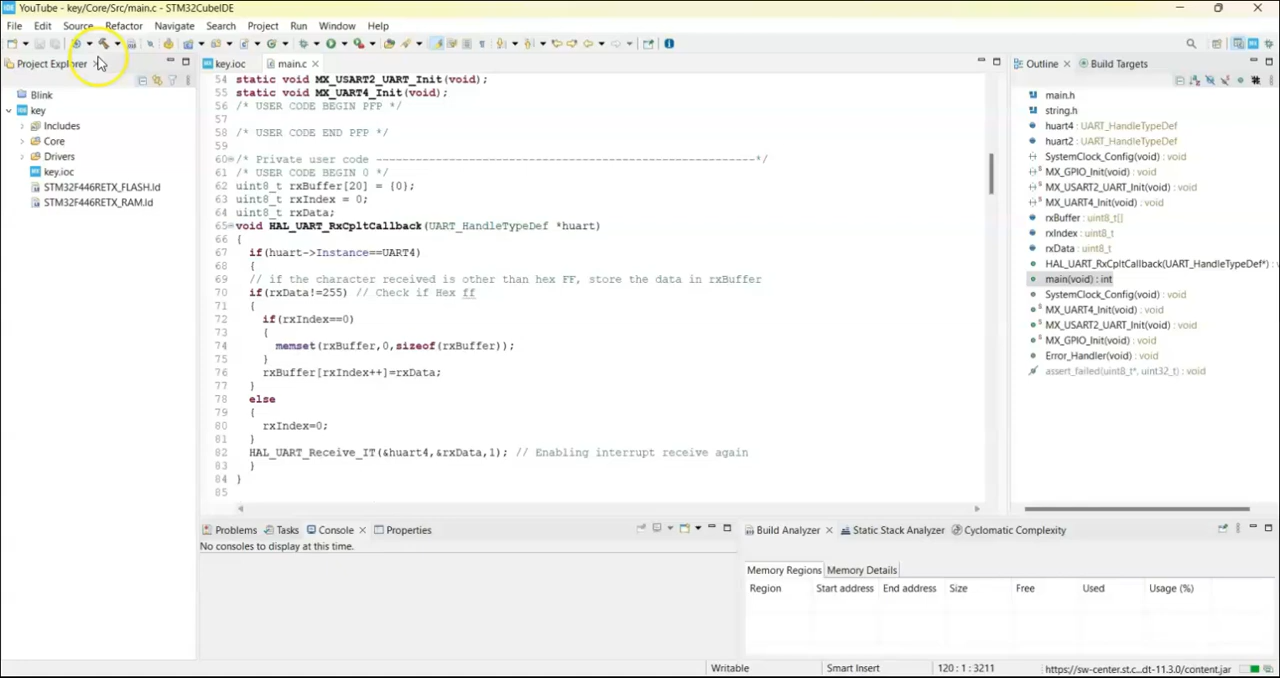 YouTube - key/Core/Src/main.c - STM32CubeIDE
File Edit Source Refactor Navigate Search Project Run Window Help
Project Explorer
Blink
key
Includes
Core
Drivers
key.ioc
STM32F446RETX_FLASH.ld
STM32F446RETX_RAM.ld
key.ioc main.c
54 static void MX_USART2_UART_Init(void);
55 static void MX_UART4_Init(void);
56 /* USER CODE BEGIN PFP */
57
58 /* USER CODE END PFP */
59
60 /* Private user code ---------------------------------------------------------*/
61 /* USER CODE BEGIN 0 */
62 uint8_t rxBuffer[20] = {0};
63 uint8_t rxIndex = 0;
64 uint8_t rxData;
65 void HAL_UART_RxCpltCallback(UART_HandleTypeDef *huart)
66 {
67 if(huart->Instance==UART4)
68 {
69 // if the character received is other than hex FF, store the data in rxBuffer
70 if(rxData!=255) // Check if Hex ff
71 {
72 if(rxIndex==0)
73 {
74 memset(rxBuffer,0,sizeof(rxBuffer));
75 }
76 rxBuffer[rxIndex++]=rxData;
77 }
78 else
79 {
80 rxIndex=0;
81 }
82 HAL_UART_Receive_IT(&huart4,&rxData,1); // Enabling interrupt receive again
83 }
84 }
85
Outline Build Targets
main.h
string.h
huart4 : UART_HandleTypeDef
huart2 : UART_HandleTypeDef
SystemClock_Config(void) : void
MX_GPIO_Init(void) : void
MX_USART2_UART_Init(void) : void
MX_UART4_Init(void) : void
rxBuffer : uint8_t[]
rxIndex : uint8_t
rxData : uint8_t
HAL_UART_RxCpltCallback(UART_HandleTypeDef*) :
main(void) : int
SystemClock_Config(void) : void
MX_UART4_Init(void) : void
MX_USART2_UART_Init(void) : void
MX_GPIO_Init(void) : void
Error_Handler(void) : void
assert_failed(uint8_t*, uint32_t) : void
Problems Tasks Console Properties
No consoles to display at this time.
Build Analyzer Static Stack Analyzer Cyclomatic Complexity
Memory Regions Memory Details
Region Start address End address Size Free Used Usage (%)
Writable Smart Insert 120 : 1 : 3211 https://sw-center.st.c...dt-11.3.0/content.jar